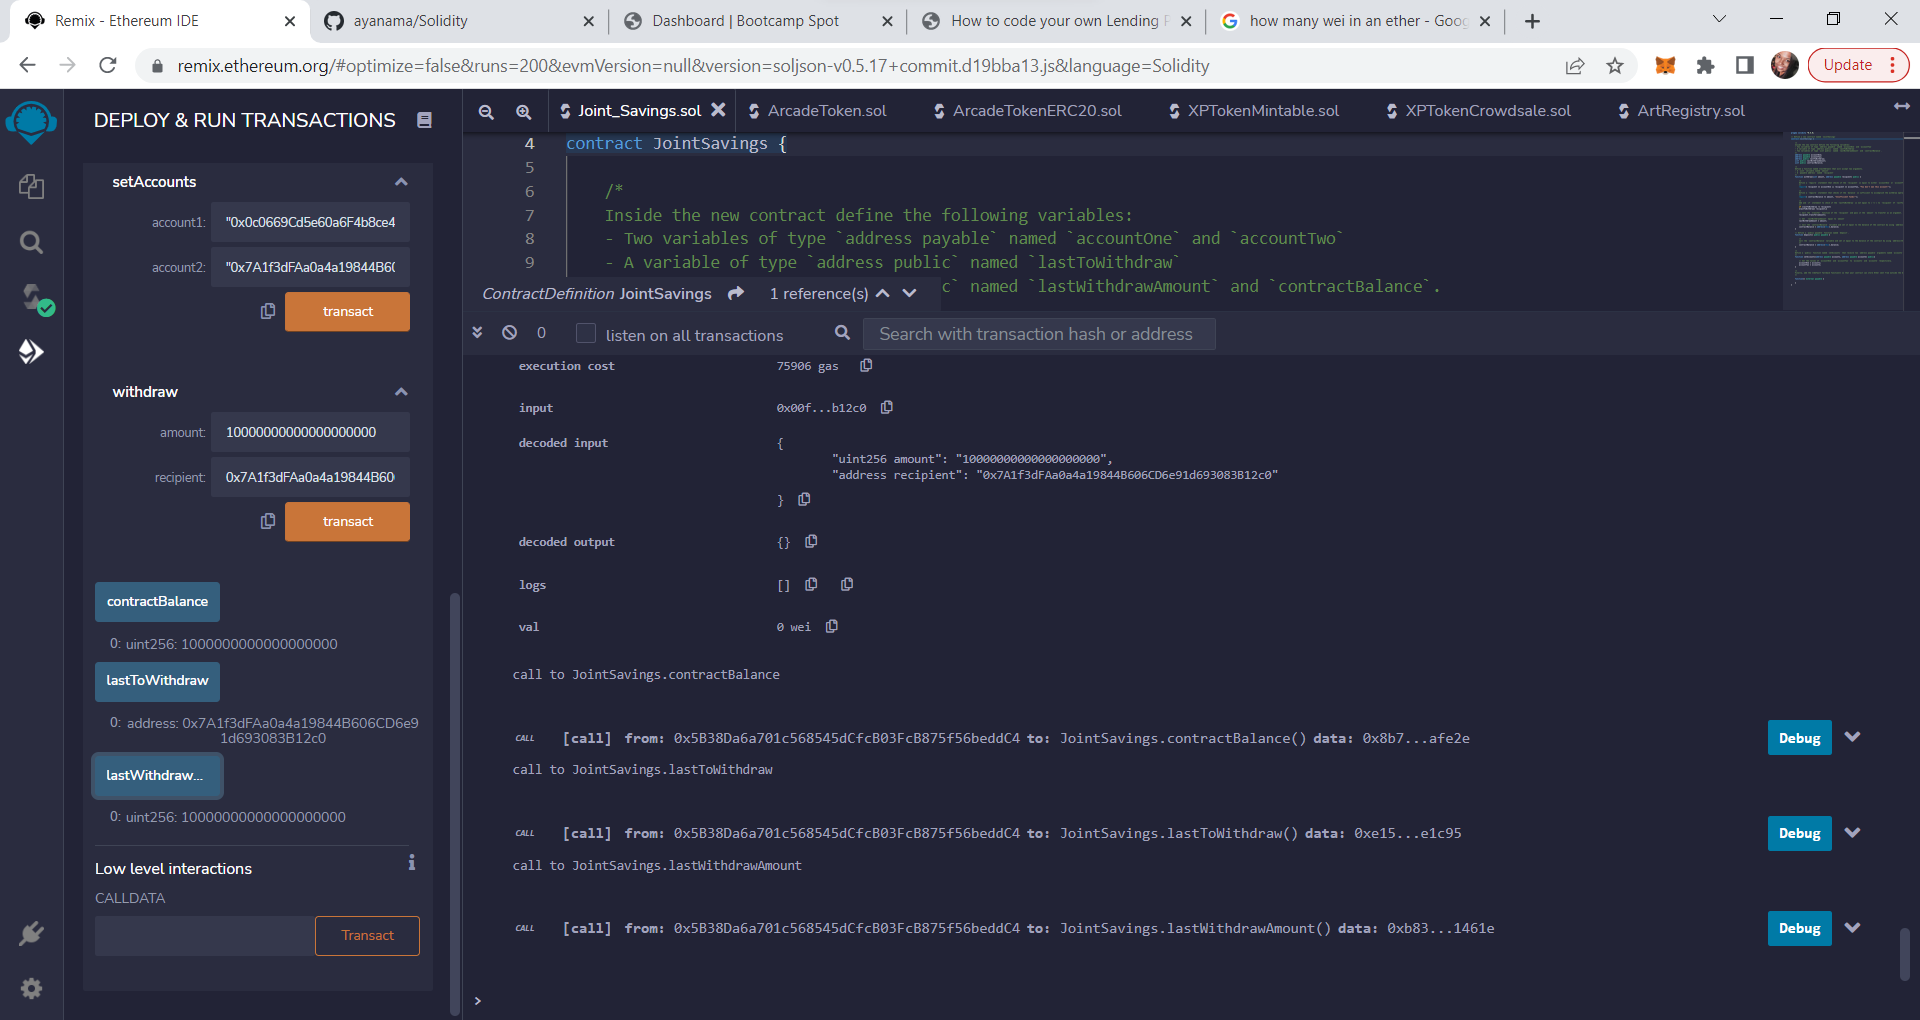 Remix - Ethereum IDE
ayanama/Solidity
Dashboard | Bootcamp Spot
How to code your own Lending P
how many wei in an ether - Goog
remix.ethereum.org/#optimize=false&runs=200&evmVersion=null&version=soljson-v0.5.17+commit.d19bba13.js&language=Solidity
Update
DEPLOY & RUN TRANSACTIONS
Joint_Savings.sol
ArcadeToken.sol
ArcadeTokenERC20.sol
XPTokenMintable.sol
XPTokenCrowdsale.sol
ArtRegistry.sol
setAccounts
account1: "0x0c0669Cd5e60a6F4b8ce4
account2: "0x7A1f3dFAa0a4a19844B60(
transact
withdraw
amount: 10000000000000000000
recipient: 0x7A1f3dFAa0a4a19844B60
transact
contractBalance
0: uint256: 1000000000000000000
lastToWithdraw
0: address: 0x7A1f3dFAa0a4a19844B606CD6e9
1d693083B12c0
lastWithdraw...
0: uint256: 10000000000000000000
Low level interactions
CALLDATA
Transact
4 contract JointSavings {
5
6 /*
7 Inside the new contract define the following variables:
8 - Two variables of type `address payable` named `accountOne` and `accountTwo`
9 - A variable of type `address public` named `lastToWithdraw`
ContractDefinition JointSavings 1 reference(s) c` named `lastWithdrawAmount` and `contractBalance`.
0 listen on all transactions Search with transaction hash or address
execution cost 75906 gas
input 0x00f...b12c0
decoded input {
"uint256 amount": "10000000000000000000",
"address recipient": "0x7A1f3dFAa0a4a19844B606CD6e91d693083B12c0"
}
decoded output {}
logs []
val 0 wei
call to JointSavings.contractBalance
CALL [call] from: 0x5B38Da6a701c568545dCfcB03FcB875f56beddC4 to: JointSavings.contractBalance() data: 0x8b7...afe2e Debug
call to JointSavings.lastToWithdraw
CALL [call] from: 0x5B38Da6a701c568545dCfcB03FcB875f56beddC4 to: JointSavings.lastToWithdraw() data: 0xe15...e1c95 Debug
call to JointSavings.lastWithdrawAmount
CALL [call] from: 0x5B38Da6a701c568545dCfcB03FcB875f56beddC4 to: JointSavings.lastWithdrawAmount() data: 0xb83...1461e Debug
>